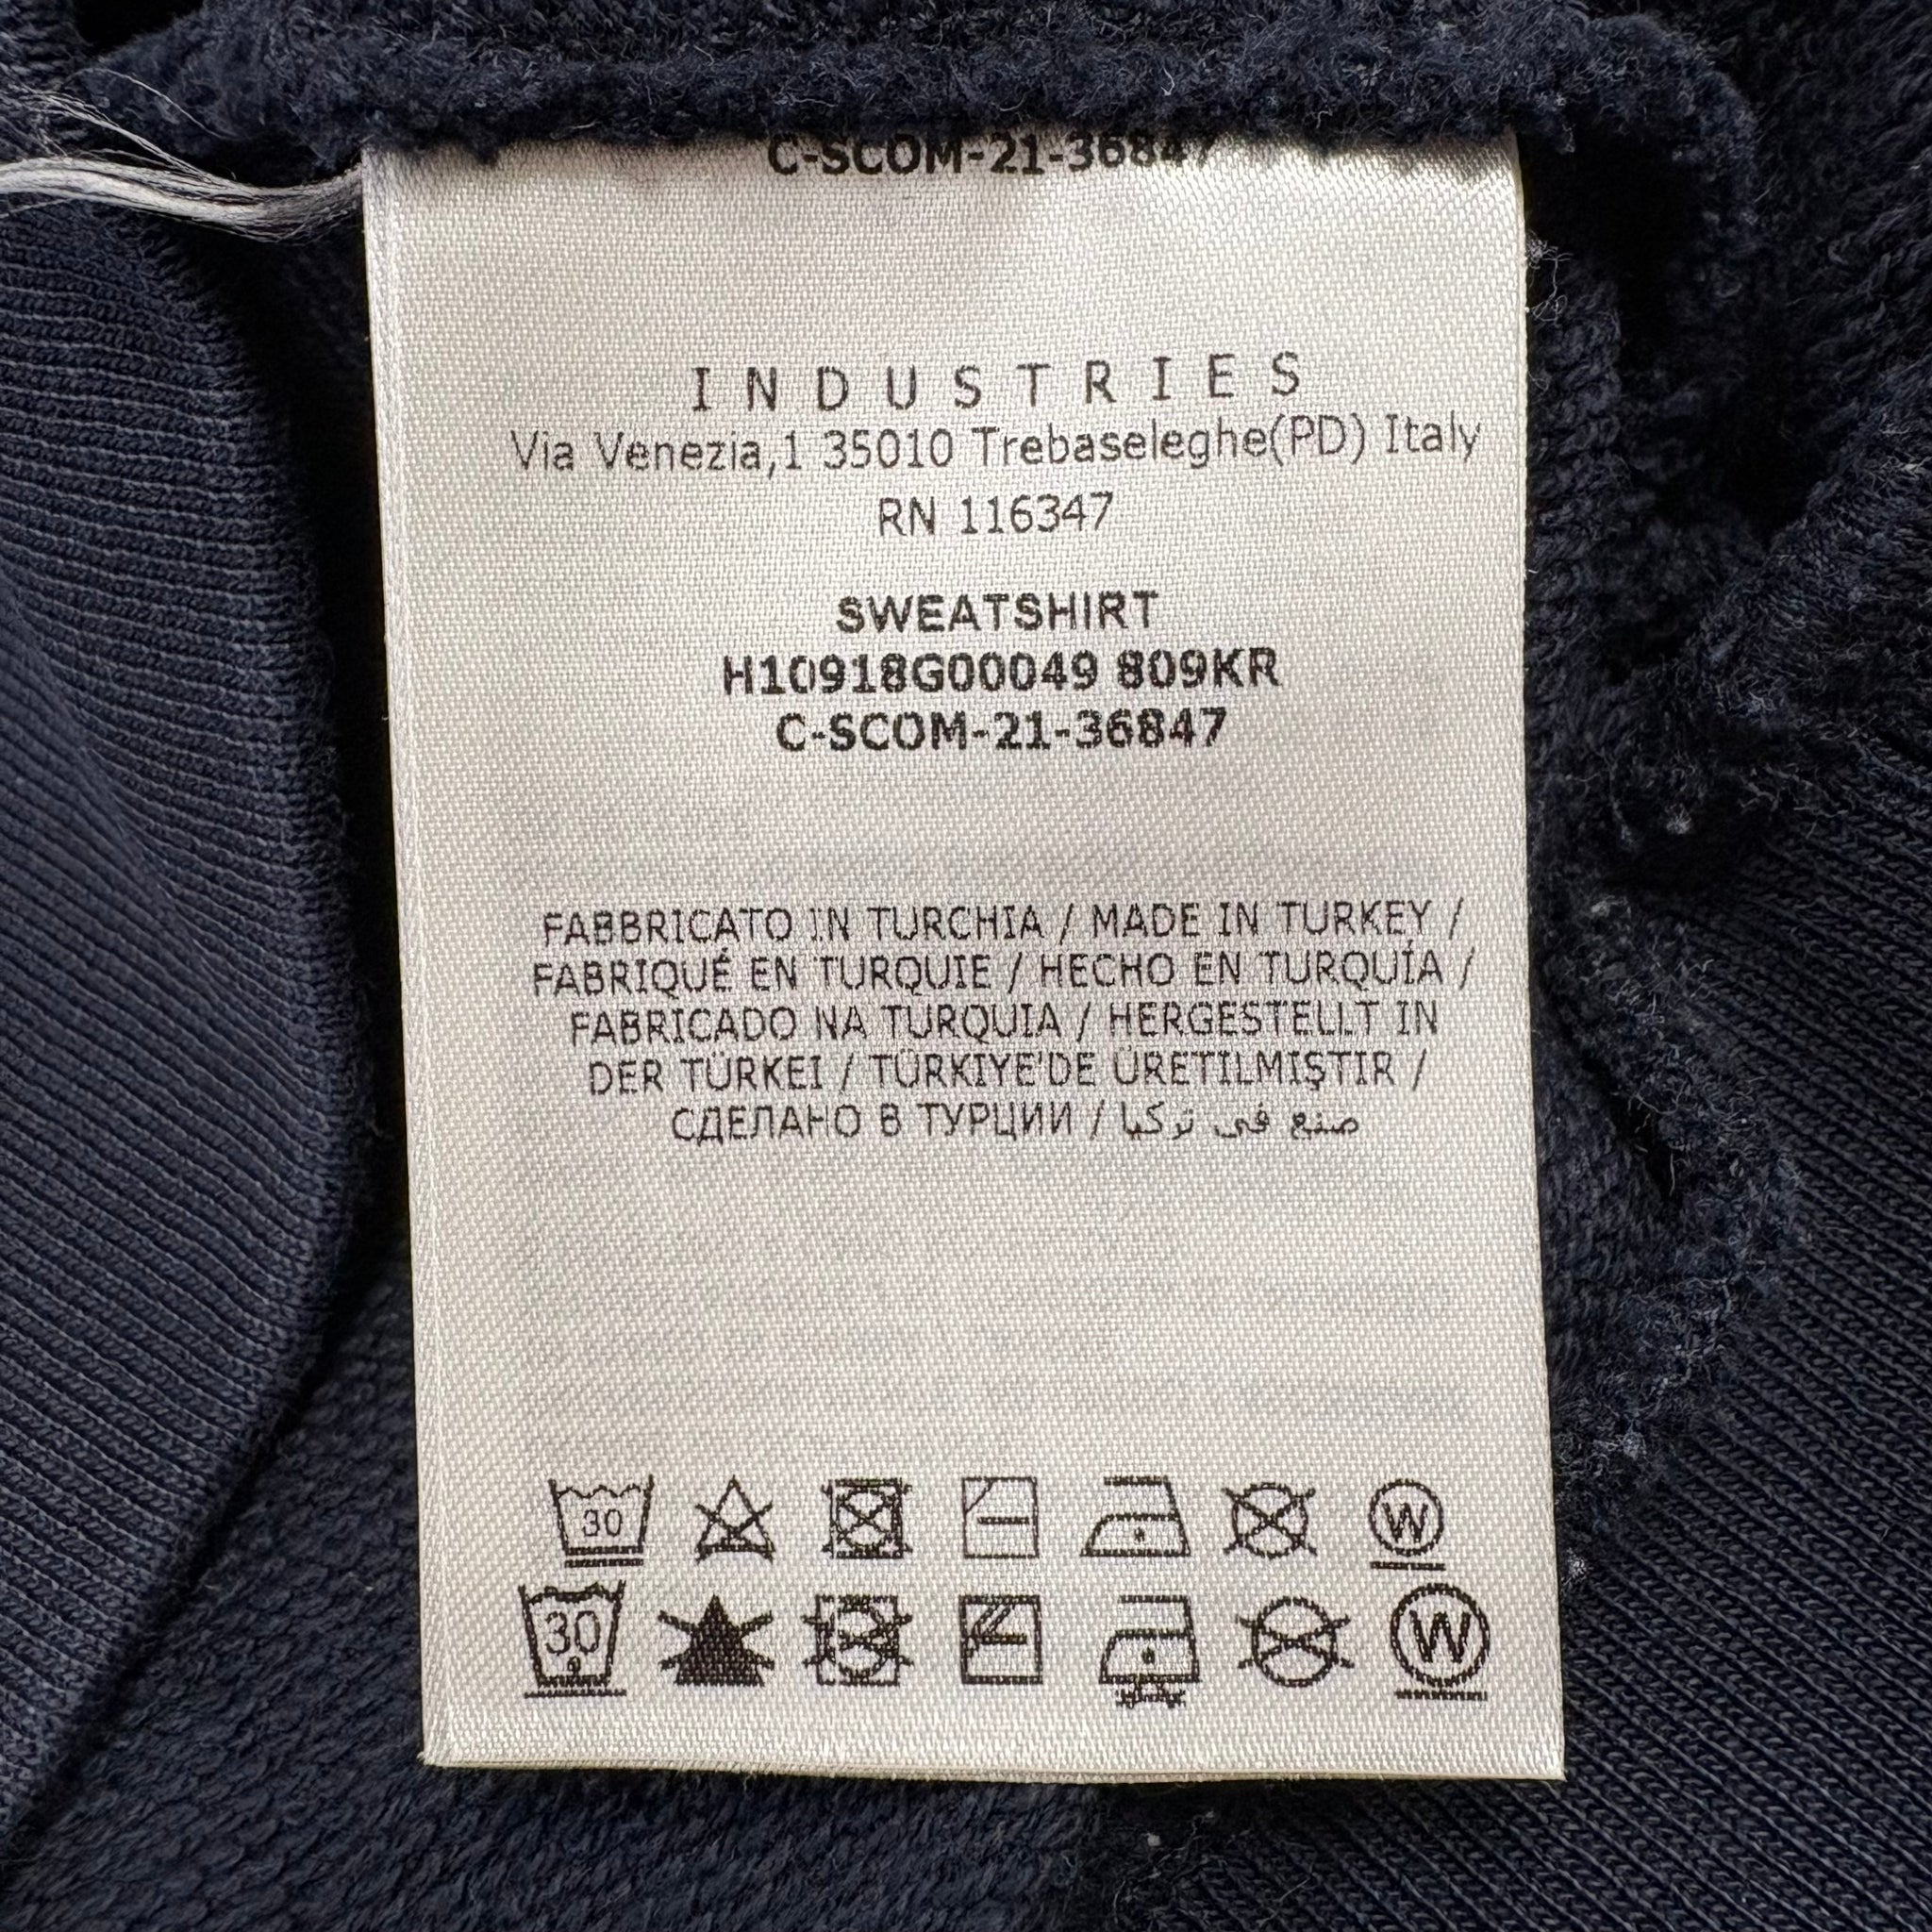 C-SCOM-21-36847
INDUSTRIES
Via Venezia,1 35010 Trebaseleghe(PD) Italy
RN 116347
SWEATSHIRT
H10918G00049 809KR
C-SCOM-21-36847
FABBRICATO IN TURCHIA / MADE IN TURKEY /
FABRIQUÉ EN TURQUIE / HECHO EN TURQUÍA /
FABRICADO NA TURQUIA / HERGESTELLT IN
DER TÜRKEI / TÜRKIYE'DE ÜRETILMIŞTIR /
СДЕЛАНО В ТУРЦИИ / صنع في تركيا
30 W
30 W